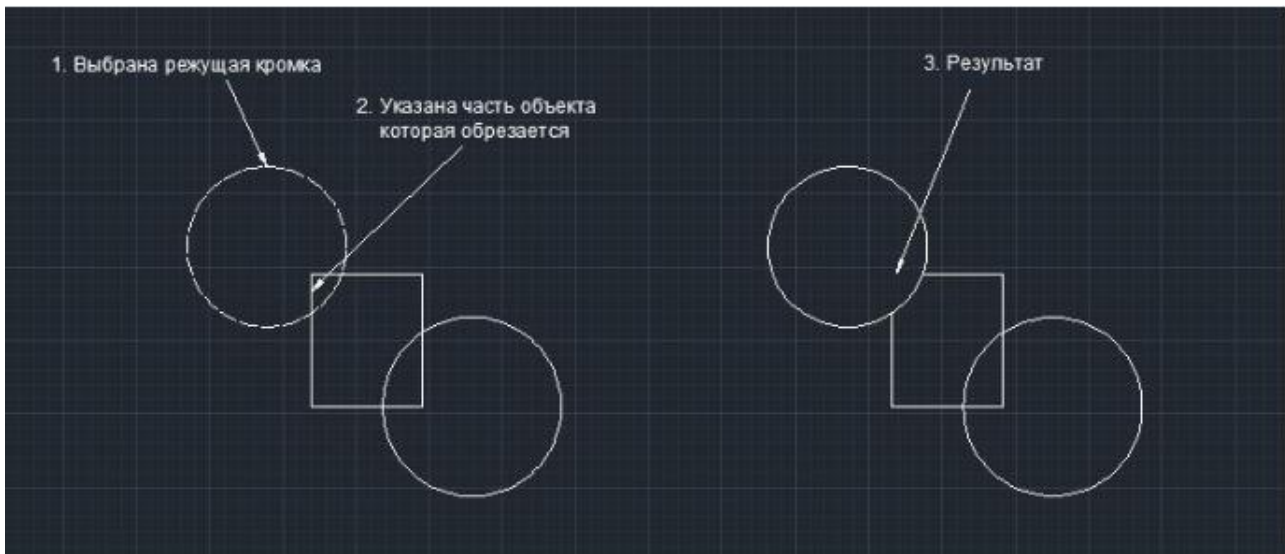 1. Выбрана режущая кромка
2. Указана часть объекта
которая обрезается
3. Результат